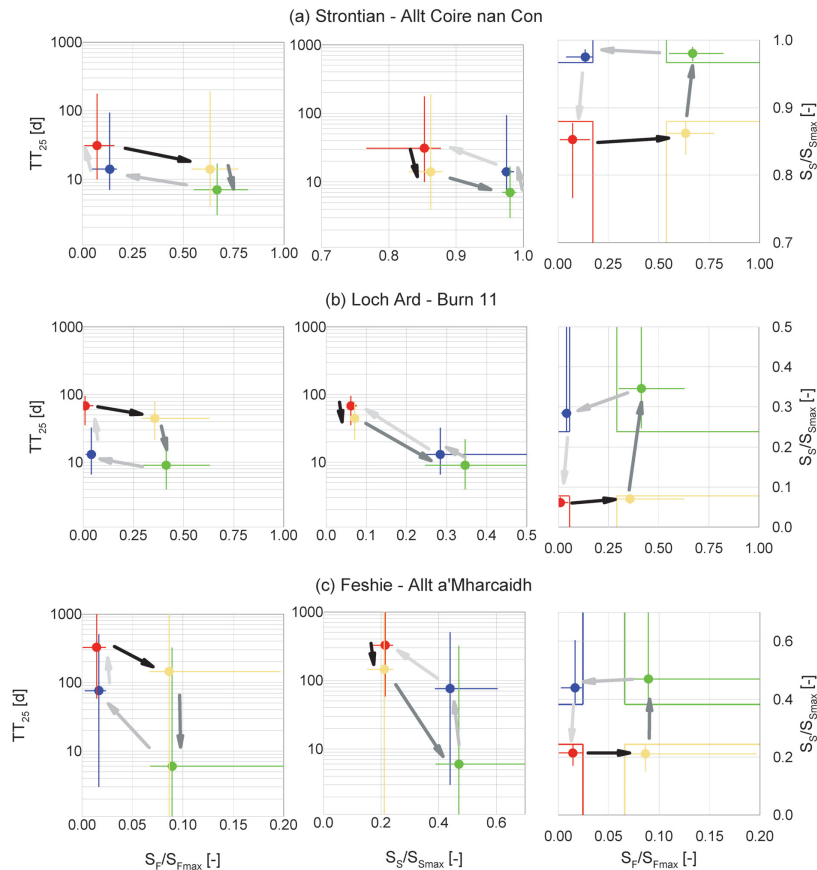 (a) Strontian - Allt Coire nan Con
1000
100
10
TT25 [d]
0.00 0.25 0.50 0.75 1.00
1000
100
10
0.7 0.8 0.9 1.0
1.0
0.9
0.8
0.7
SS/SSmax [-]
0.00 0.25 0.50 0.75 1.00
(b) Loch Ard - Burn 11
1000
100
10
TT25 [d]
0.00 0.25 0.50 0.75 1.00
1000
100
10
0.0 0.1 0.2 0.3 0.4 0.5
0.5
0.4
0.3
0.2
0.1
0.0
SS/SSmax [-]
0.00 0.25 0.50 0.75 1.00
(c) Feshie - Allt a'Mharcaidh
1000
100
10
TT25 [d]
0.00 0.05 0.10 0.15 0.20
SF/SFmax [-]
1000
100
10
0.0 0.2 0.4 0.6
SS/SSmax [-]
0.6
0.4
0.2
0.0
SS/SSmax [-]
0.00 0.05 0.10 0.15 0.20
SF/SFmax [-]